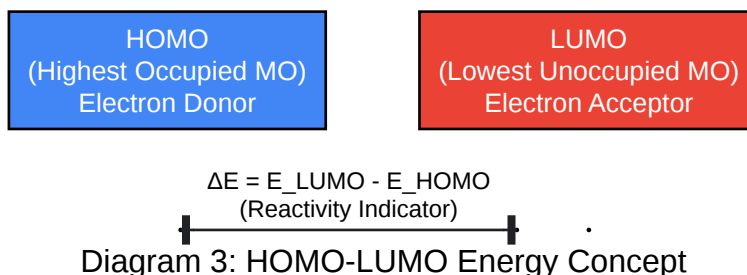 HOMO
(Highest Occupied MO)
Electron Donor
LUMO
(Lowest Unoccupied MO)
Electron Acceptor
ΔE = E_LUMO - E_HOMO
(Reactivity Indicator)
Diagram 3: HOMO-LUMO Energy Concept